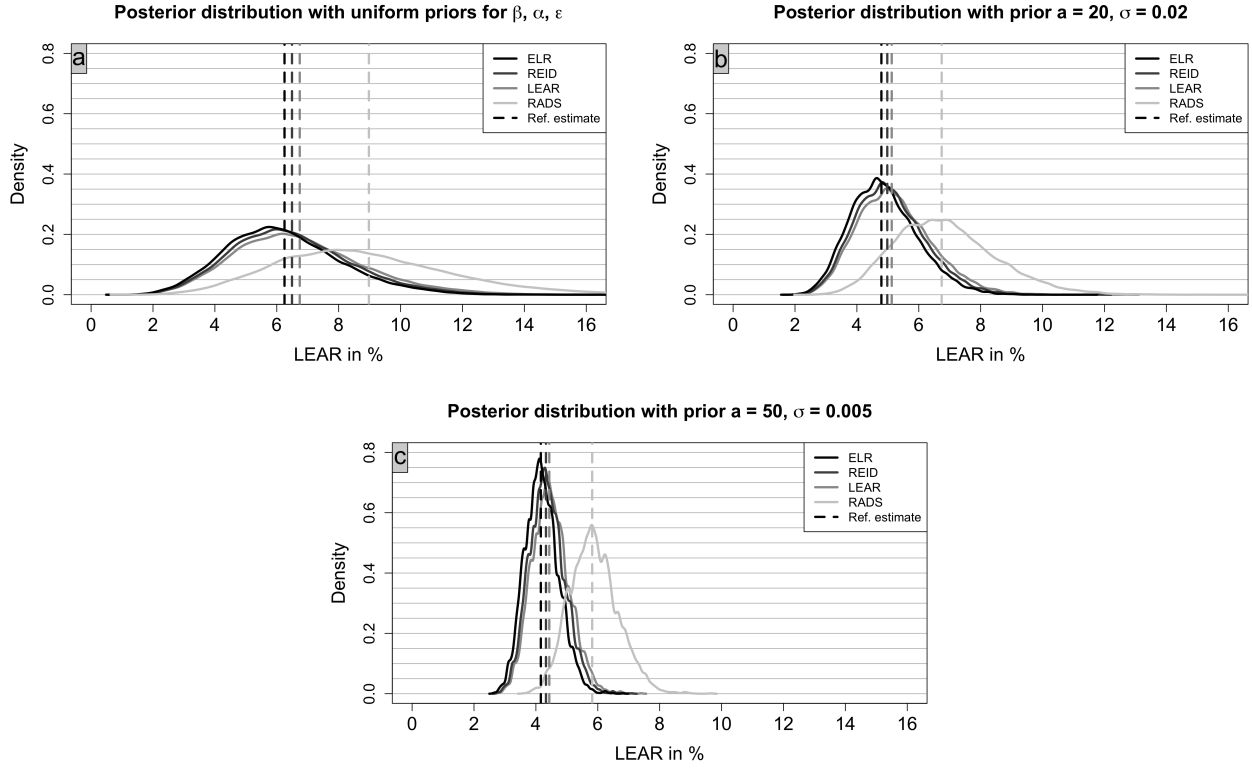 Posterior distribution with uniform priors for β, α, ε
a
ELR
REID
LEAR
RADS
Ref. estimate
Density
0.0
0.2
0.4
0.6
0.8
0 2 4 6 8 10 12 14 16
LEAR in %
Posterior distribution with prior a = 20, σ = 0.02
b
ELR
REID
LEAR
RADS
Ref. estimate
Density
0.0
0.2
0.4
0.6
0.8
0 2 4 6 8 10 12 14 16
LEAR in %
Posterior distribution with prior a = 50, σ = 0.005
c
ELR
REID
LEAR
RADS
Ref. estimate
Density
0.0
0.2
0.4
0.6
0.8
0 2 4 6 8 10 12 14 16
LEAR in %